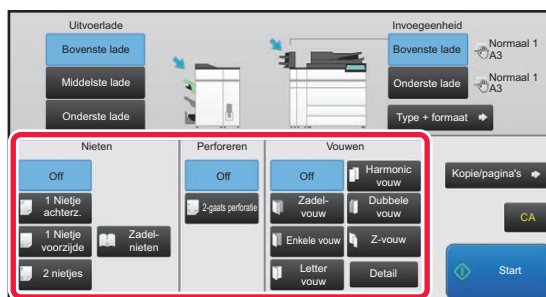 Uitvoerlade
Invoegeenheid
Bovenste lade
Bovenste lade
Normaal 1
A3
Middelste lade
Onderste lade
Normaal 1
A3
Onderste lade
Type + formaat
Nieten
Perforeren
Vouwen
Off
Off
Off
Harmonic
vouw
Kopie/pagina's
1 Nietje
achterz.
2-gaats perforatie
Zadel-
vouw
Dubbele
vouw
CA
1 Nietje
voorzijde
Zadel-
nieten
Enkele vouw
Z-vouw
2 nietjes
Letter
vouw
Detail
Start